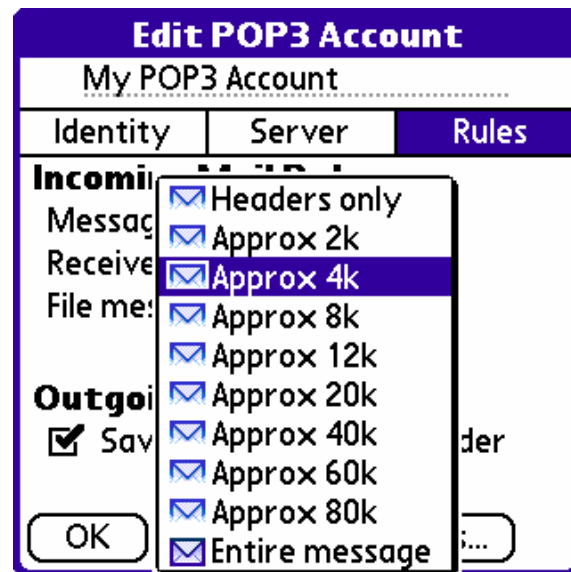 Edit POP3 Account
My POP3 Account
Identity Server Rules
Headers only
Approx 2k
Approx 4k
Approx 8k
Approx 12k
Approx 20k
Approx 40k
Approx 60k
Approx 80k
Entire message
OK